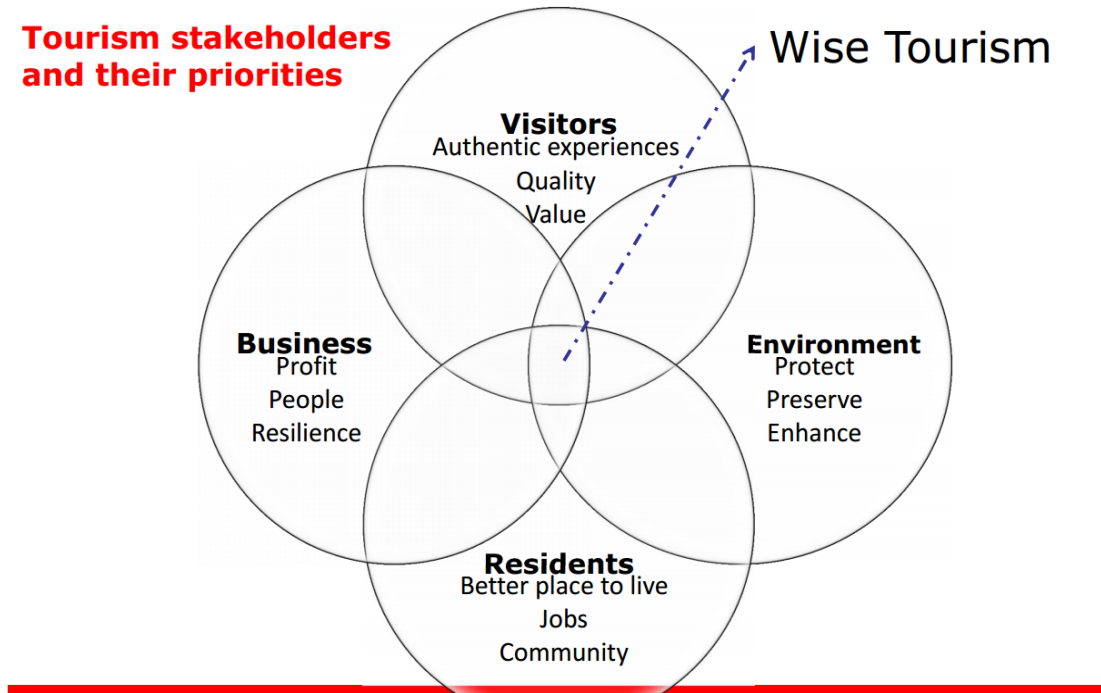 Tourism stakeholders
and their priorities
Wise Tourism
Visitors
Authentic experiences
Quality
Value
Business
Profit
People
Resilience
Environment
Protect
Preserve
Enhance
Residents
Better place to live
Jobs
Community